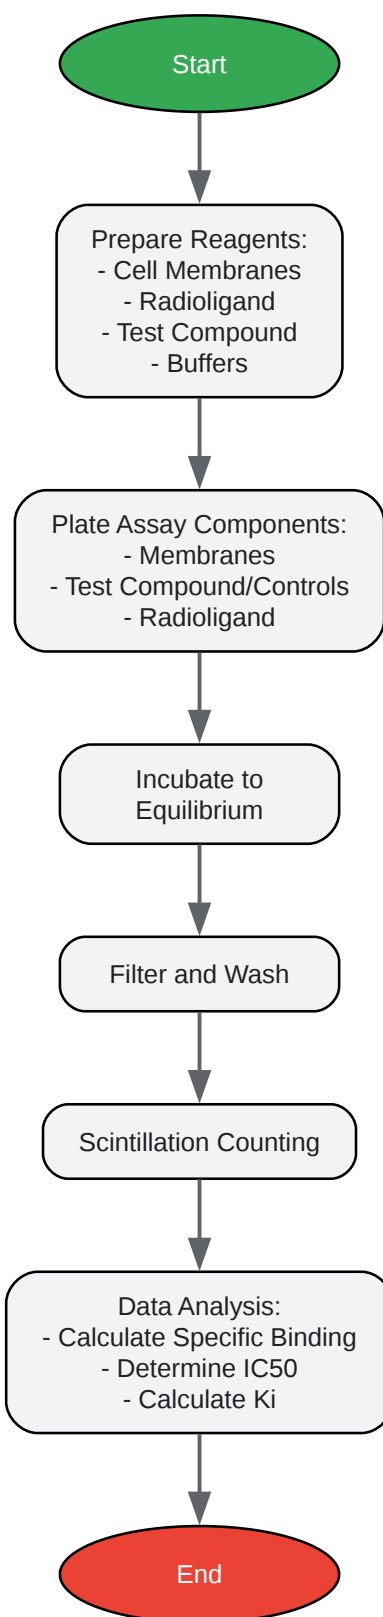 Start
Prepare Reagents:
- Cell Membranes
- Radioligand
- Test Compound
- Buffers
Plate Assay Components:
- Membranes
- Test Compound/Controls
- Radioligand
Incubate to
Equilibrium
Filter and Wash
Scintillation Counting
Data Analysis:
- Calculate Specific Binding
- Determine IC50
- Calculate Ki
End